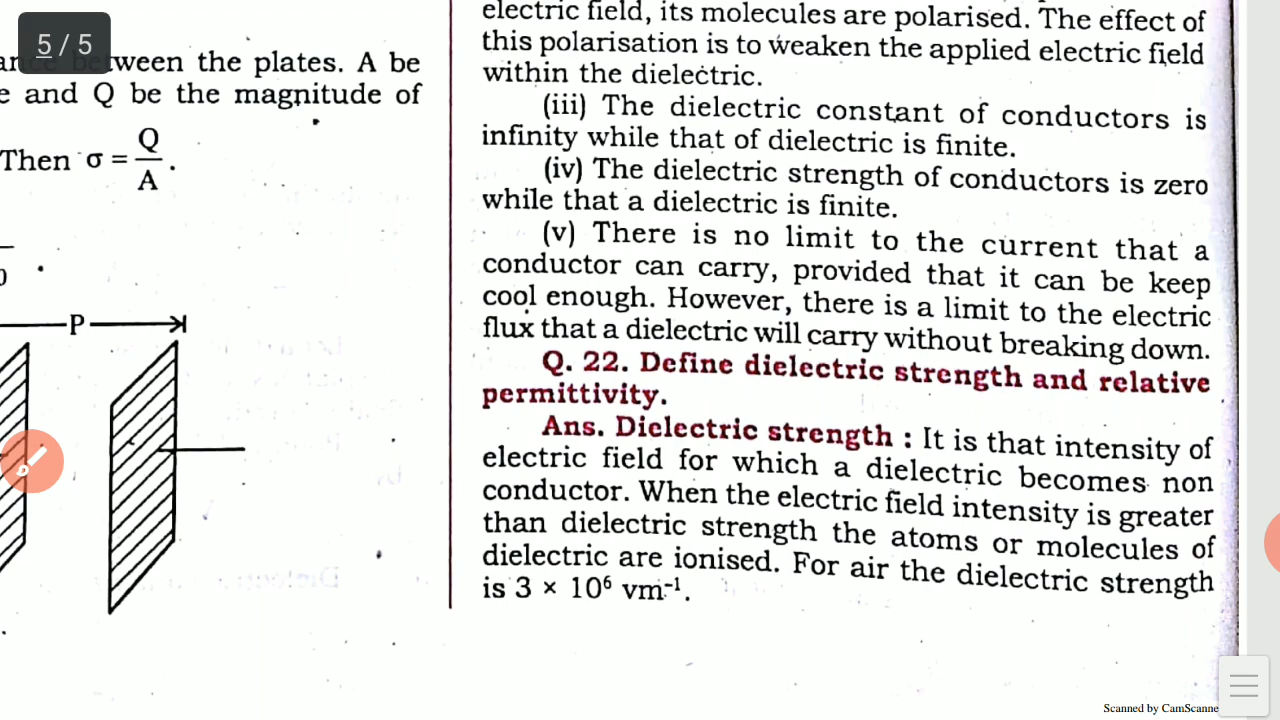 5 / 5
between the plates. A be
and Q be the magnitude of
Then σ = Q
A .
P
electric field, its molecules are polarised. The effect of
this polarisation is to weaken the applied electric field
within the dielectric.
(iii) The dielectric constant of conductors is
infinity while that of dielectric is finite.
(iv) The dielectric strength of conductors is zero
while that a dielectric is finite.
(v) There is no limit to the current that a
conductor can carry, provided that it can be keep
cool enough. However, there is a limit to the electric
flux that a dielectric will carry without breaking down.
Q. 22. Define dielectric strength and relative
permittivity.
Ans. Dielectric strength : It is that intensity of
electric field for which a dielectric becomes non
conductor. When the electric field intensity is greater
than dielectric strength the atoms or molecules of
dielectric are ionised. For air the dielectric strength
is 3 × 10⁶ vm⁻¹.
Scanned by CamScanne